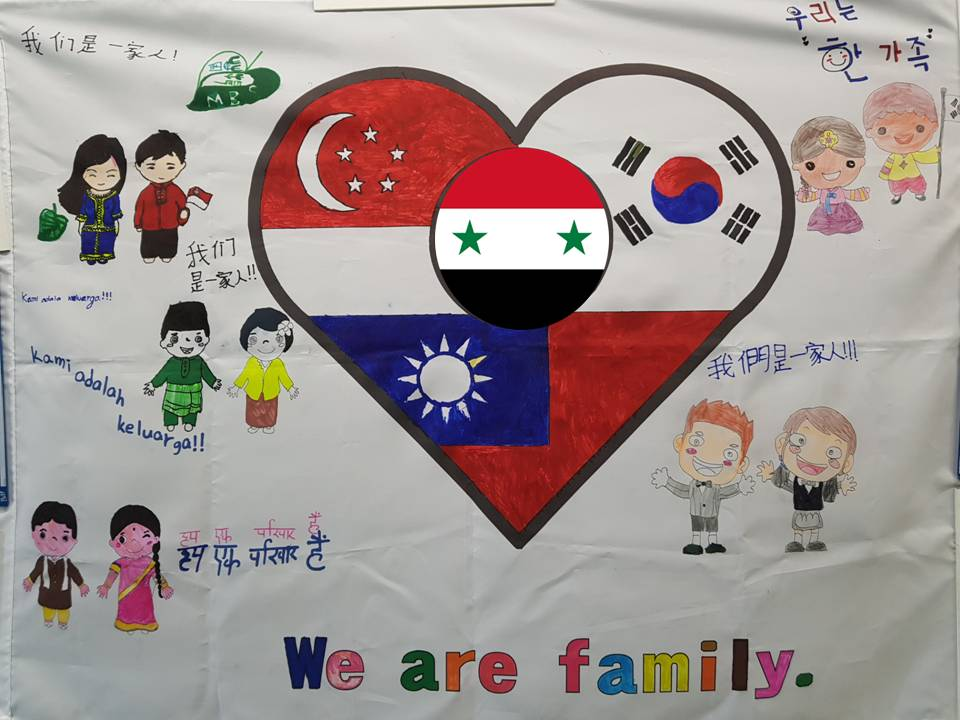 我们是一家人!
MBS
우리는
"한 가족"
我们
是一家人!!
Kami adala keluarga!!!
Kami
adalah
keluarga!!
我們是一家人!!!
हम एक परिवार हैं
हम एक परिवार हैं
We are family.